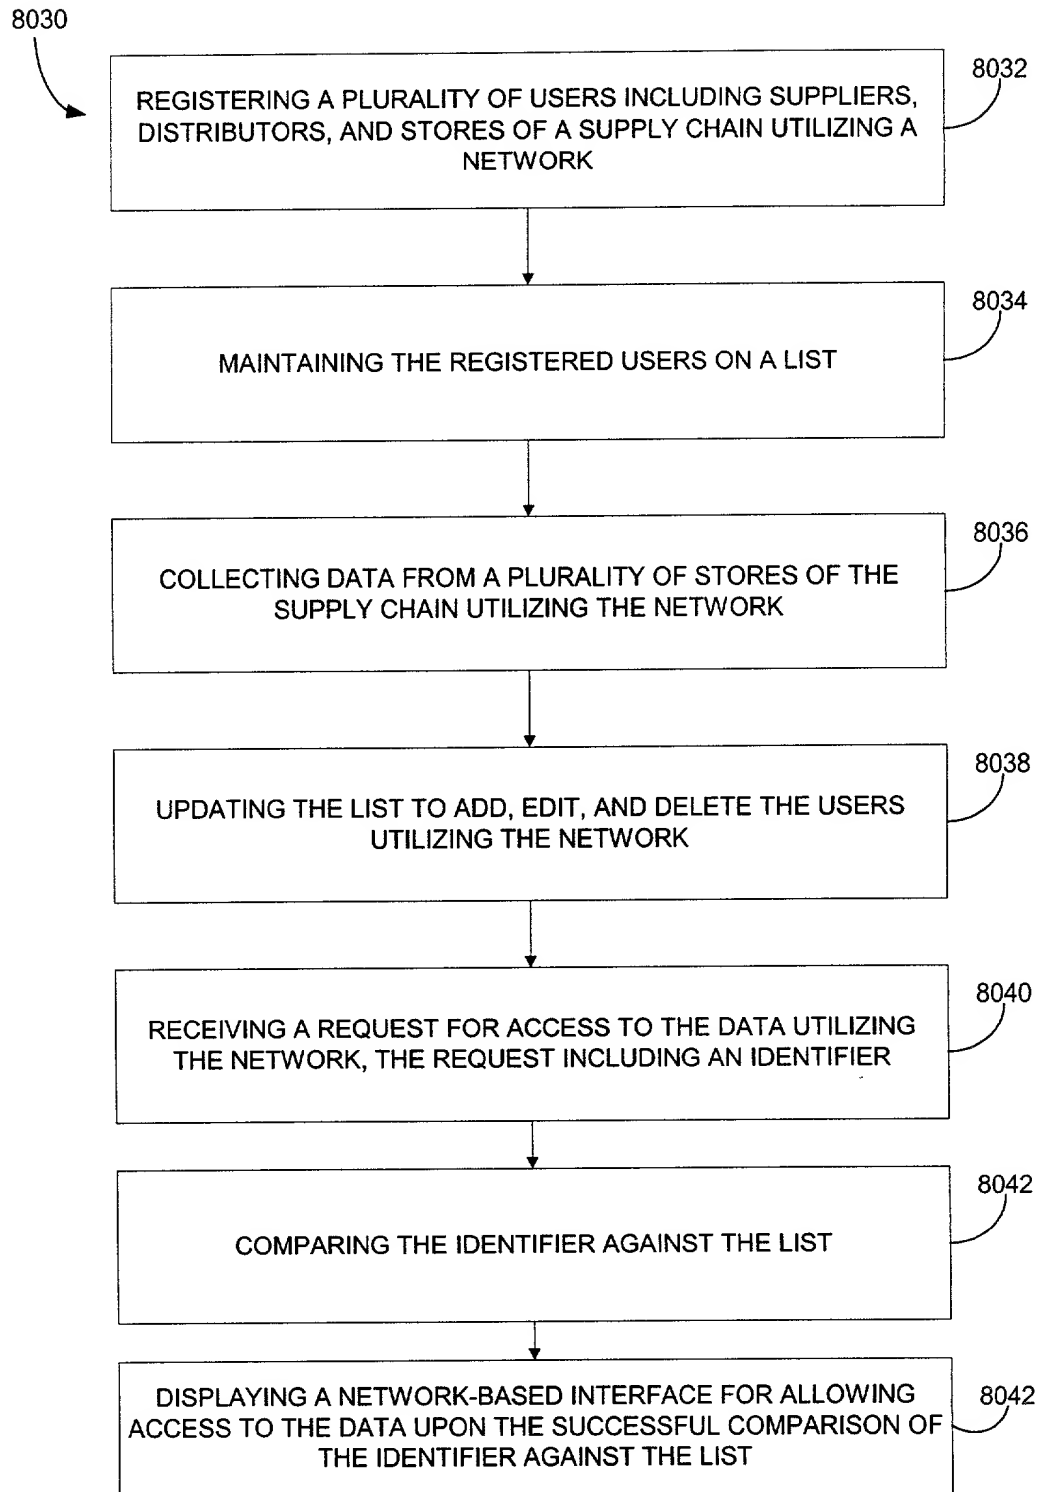 8030
8032
REGISTERING A PLURALITY OF USERS INCLUDING SUPPLIERS,
DISTRIBUTORS, AND STORES OF A SUPPLY CHAIN UTILIZING A
NETWORK
8034
MAINTAINING THE REGISTERED USERS ON A LIST
8036
COLLECTING DATA FROM A PLURALITY OF STORES OF THE
SUPPLY CHAIN UTILIZING THE NETWORK
8038
UPDATING THE LIST TO ADD, EDIT, AND DELETE THE USERS
UTILIZING THE NETWORK
8040
RECEIVING A REQUEST FOR ACCESS TO THE DATA UTILIZING
THE NETWORK, THE REQUEST INCLUDING AN IDENTIFIER
8042
COMPARING THE IDENTIFIER AGAINST THE LIST
8042
DISPLAYING A NETWORK-BASED INTERFACE FOR ALLOWING
ACCESS TO THE DATA UPON THE SUCCESSFUL COMPARISON OF
THE IDENTIFIER AGAINST THE LIST